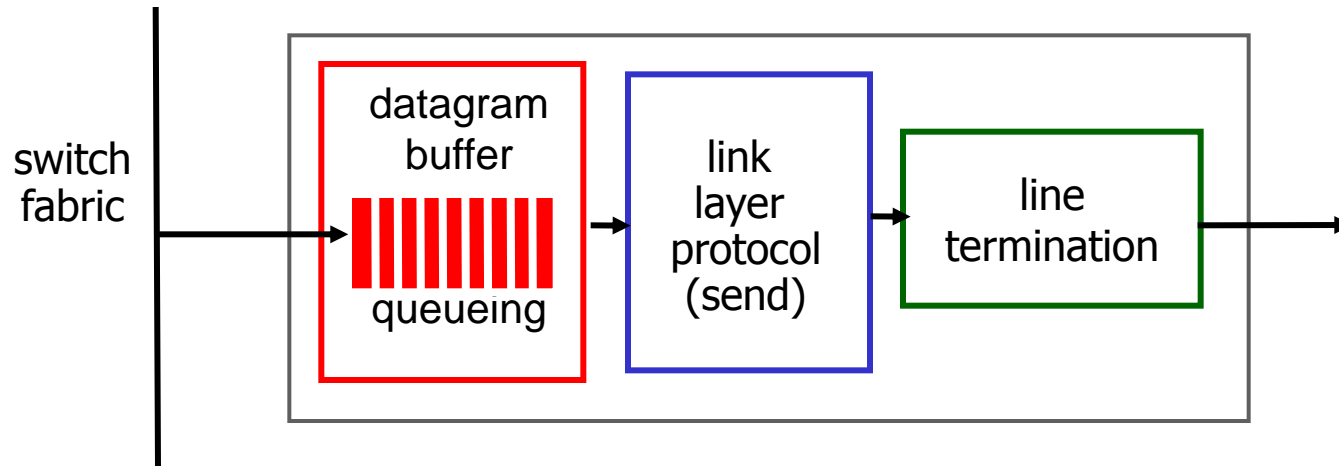 switch
fabric
datagram
buffer
queueing
link
layer
protocol
(send)
line
termination